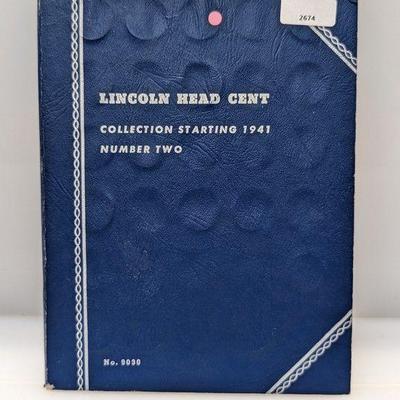 2674
LINCOLN HEAD CENT
COLLECTION STARTING 1941
NUMBER TWO
No. 9030